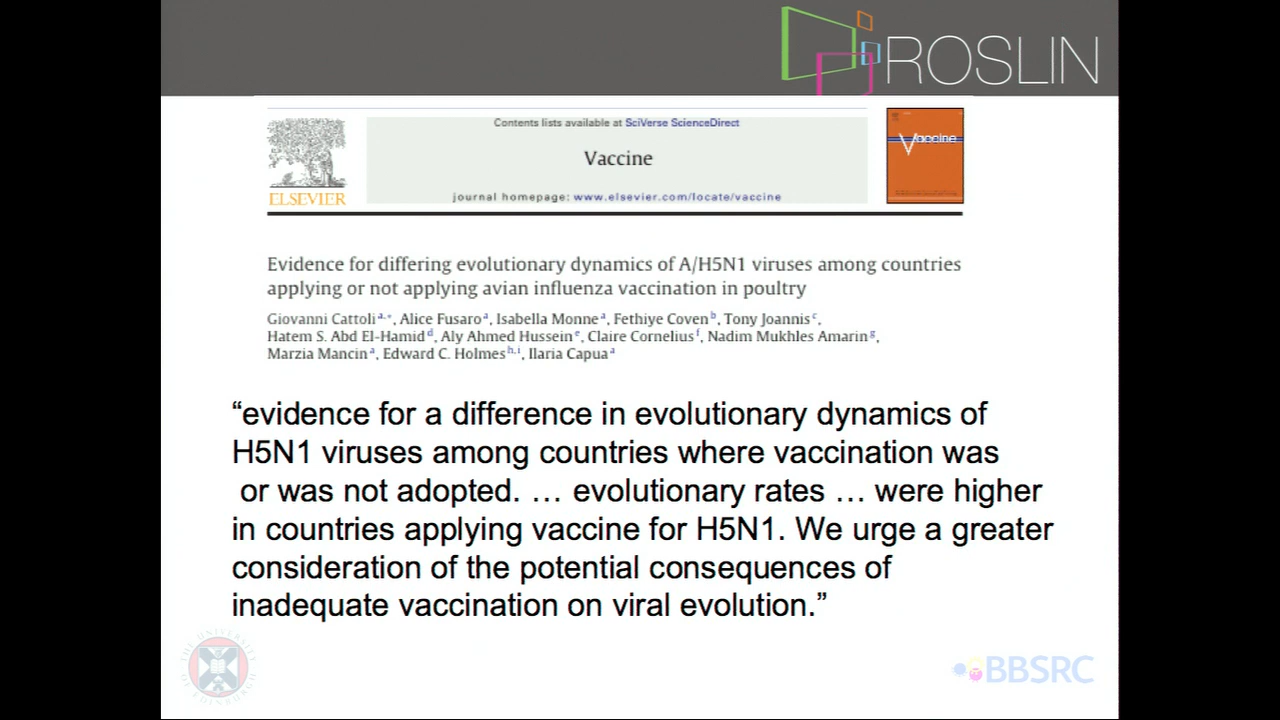 ROSLIN
Contents lists available at SciVerse ScienceDirect
Vaccine
journal homepage: www.elsevier.com/locate/vaccine
ELSEVIER
Vaccine
Evidence for differing evolutionary dynamics of A/H5N1 viruses among countries
applying or not applying avian influenza vaccination in poultry
Giovanni Cattoli a,*, Alice Fusaro a, Isabella Monne a, Fethiye Coven b, Tony Joannis c,
Hatem S. Abd El-Hamid d, Aly Ahmed Hussein e, Claire Cornelius f, Nadim Mukhles Amarin g,
Marzia Mancin a, Edward C. Holmes h,i, Ilaria Capua a
“evidence for a difference in evolutionary dynamics of
H5N1 viruses among countries where vaccination was
or was not adopted. … evolutionary rates … were higher
in countries applying vaccine for H5N1. We urge a greater
consideration of the potential consequences of
inadequate vaccination on viral evolution.”
THE UNIVERSITY OF EDINBURGH
BBSRC